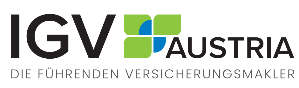 IGV AUSTRIA
DIE FÜHRENDEN VERSICHERUNGSMAKLER